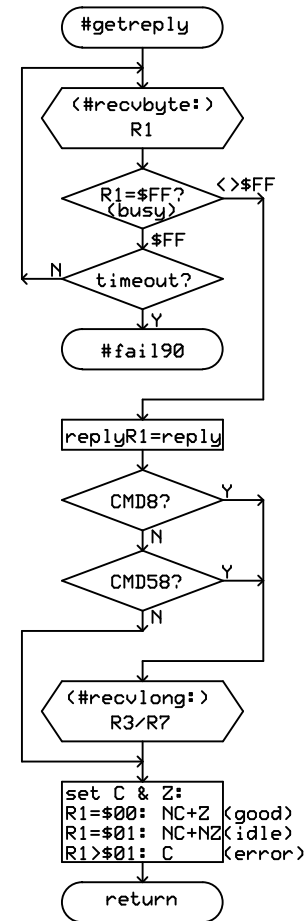 #getreply
(#recvbyte:)
R1
R1=$FF?
(busy)
<>$FF
$FF
N
timeout?
Y
#fail90
replyR1=reply
CMD8?
Y
N
CMD58?
Y
N
(#recvlong:)
R3/R7
set C & Z:
R1=$00: NC+Z (good)
R1=$01: NC+NZ(idle)
R1>$01: C (error)
return